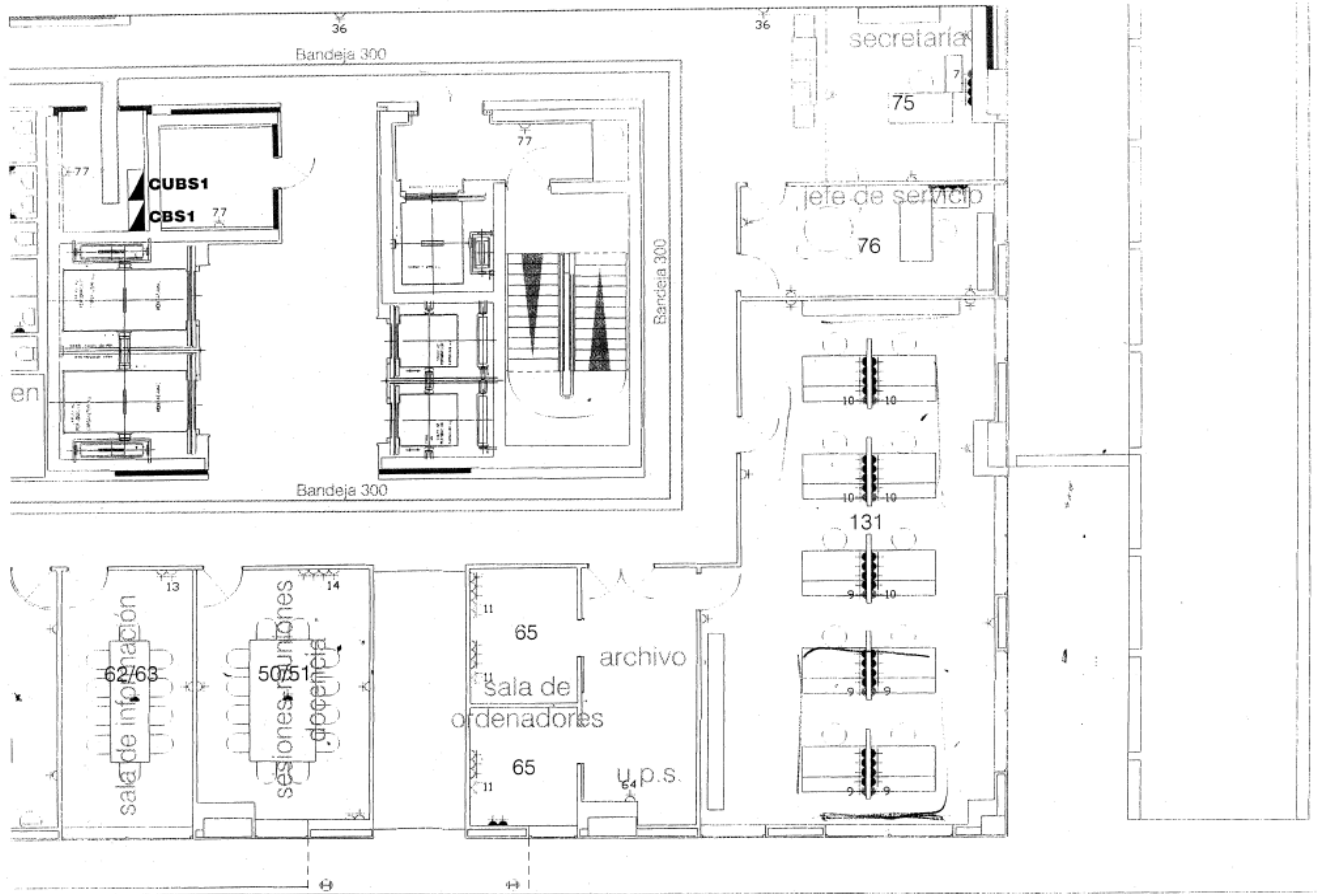 36
36
secretaría
Bandeja 300
7
75
77
77
CUBS1
CBS1
77
5
jefe de servicio
76
Bandeja 300
en
10
10
10
10
Bandeja 300
131
9
10
13
14
11
65
sala de información
62/63
sesiones reuniones
docencia
50/51
archivo
11
sala de
ordenadores
9
9
65
11
u.p.s.
64
9
9